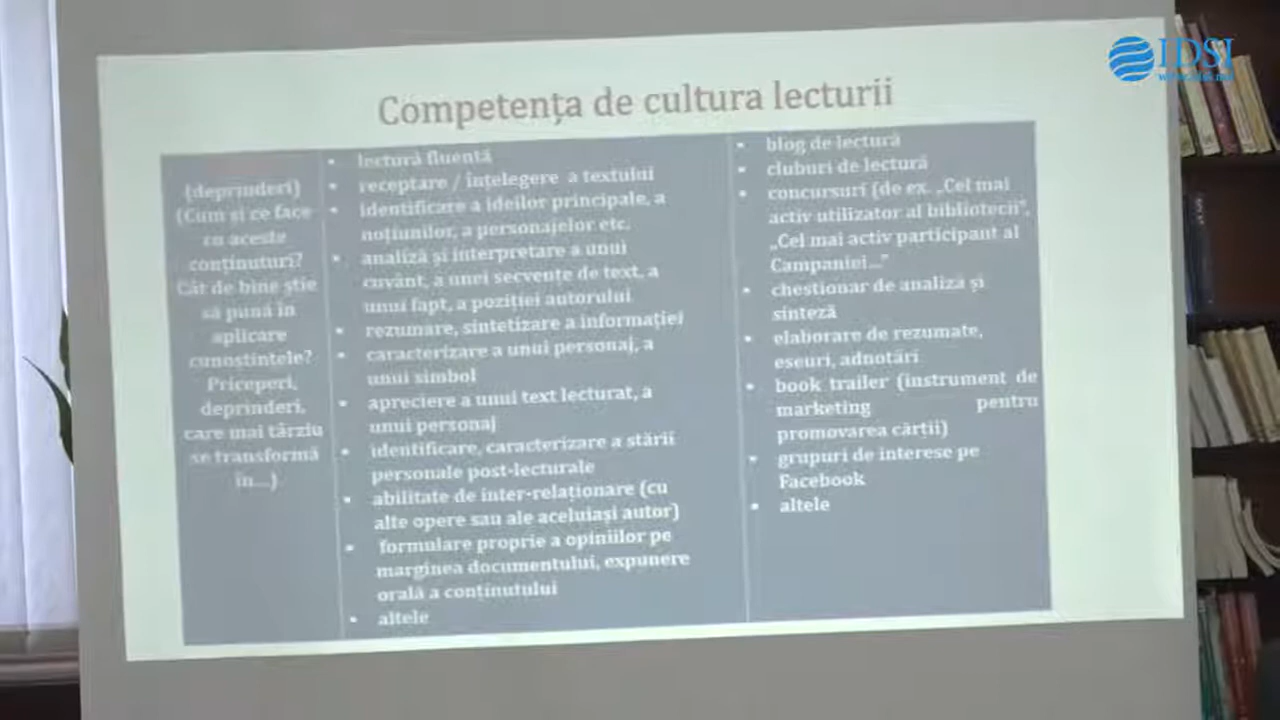 IDSI
Competența de cultura lecturii
(deprinderi)
(Cum și ce face
cu aceste
conținuturi?
Cât de bine știe
să pună în
aplicare
cunoștințele?
Priceperi,
deprinderi,
care mai târziu
se transformă
în...)
• lectură fluentă
• receptare / înțelegere a textului
• identificare a ideilor principale, a
noțiunilor, a personajelor etc.
• analiză și interpretare a unui
cuvânt, a unei secvențe de text, a
unui fapt, a poziției autorului
• rezumare, sintetizare a informației
• caracterizare a unui personaj, a
unui simbol
• apreciere a unui text lecturat, a
unui personaj
• identificare, caracterizare a stării
personale post-lecturale
• abilitate de inter-relaționare (cu
alte opere sau ale aceluiași autor)
• formulare proprie a opiniilor pe
marginea documentului, expunere
orală a conținutului
• altele
• blog de lectură
• cluburi de lectură
• concursuri (de ex. „Cel mai
activ utilizator al bibliotecii”,
„Cel mai activ participant al
Campaniei...”
• chestionar de analiză și
sinteză
• elaborare de rezumate,
eseuri, adnotări
• book trailer (instrument de
marketing pentru
promovarea cărții)
• grupuri de interese pe
Facebook
• altele